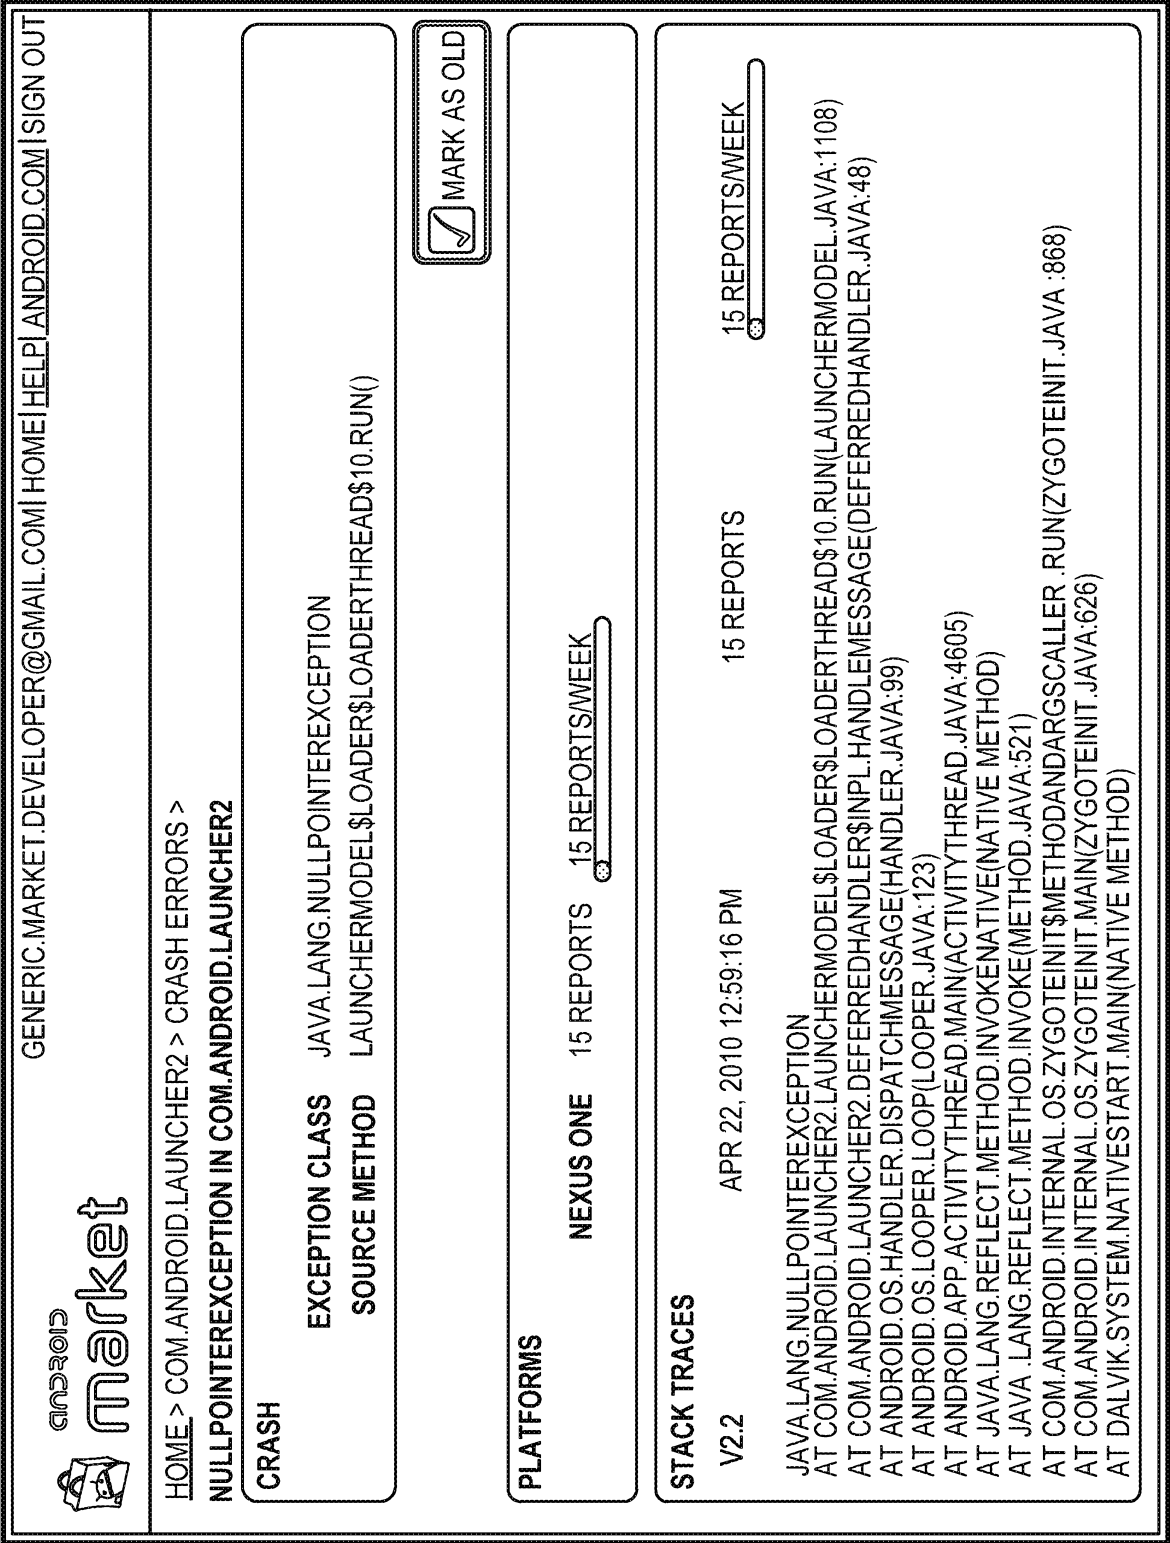 ANDROID
market
GENERIC.MARKET.DEVELOPER@GMAIL.COM| HOME|HELP| ANDROID.COM|SIGN OUT
HOME > COM.ANDROID.LAUNCHER2 > CRASH ERRORS >
NULLPOINTEREXCEPTION IN COM.ANDROID.LAUNCHER2
CRASH
EXCEPTION CLASS JAVA.LANG.NULLPOINTEREXCEPTION
SOURCE METHOD LAUNCHERMODEL$LOADER$LOADERTHREAD$10.RUN()
MARK AS OLD
PLATFORMS
NEXUS ONE 15 REPORTS 15 REPORTS/WEEK
STACK TRACES
V2.2 APR 22, 2010 12:59:16 PM 15 REPORTS 15 REPORTS/WEEK
JAVA.LANG.NULLPOINTEREXCEPTION
AT COM.ANDROID.LAUNCHER2.LAUNCHERMODEL$LOADER$LOADERTHREAD$10.RUN(LAUNCHERMODEL.JAVA:1108)
AT COM.ANDROID.LAUNCHER2.DEFERREDHANDLER$INPL.HANDLEMESSAGE(DEFERREDHANDLER.JAVA:48)
AT ANDROID.OS.HANDLER.DISPATCHMESSAGE(HANDLER.JAVA:99)
AT ANDROID.OS.LOOPER.LOOP(LOOPER.JAVA:123)
AT ANDROID.APP.ACTIVITYTHREAD.MAIN(ACTIVITYTHREAD.JAVA:4605)
AT JAVA.LANG.REFLECT.METHOD.INVOKENATIVE(NATIVE METHOD)
AT JAVA .LANG.REFLECT.METHOD.INVOKE(METHOD.JAVA:521)
AT COM.ANDROID.INTERNAL.OS.ZYGOTEINIT$METHODANDARGSCALLER .RUN(ZYGOTEINIT.JAVA :868)
AT COM.ANDROID.INTERNAL.OS.ZYGOTEINIT.MAIN(ZYGOTEINIT.JAVA:626)
AT DALVIK.SYSTEM.NATIVESTART.MAIN(NATIVE METHOD)